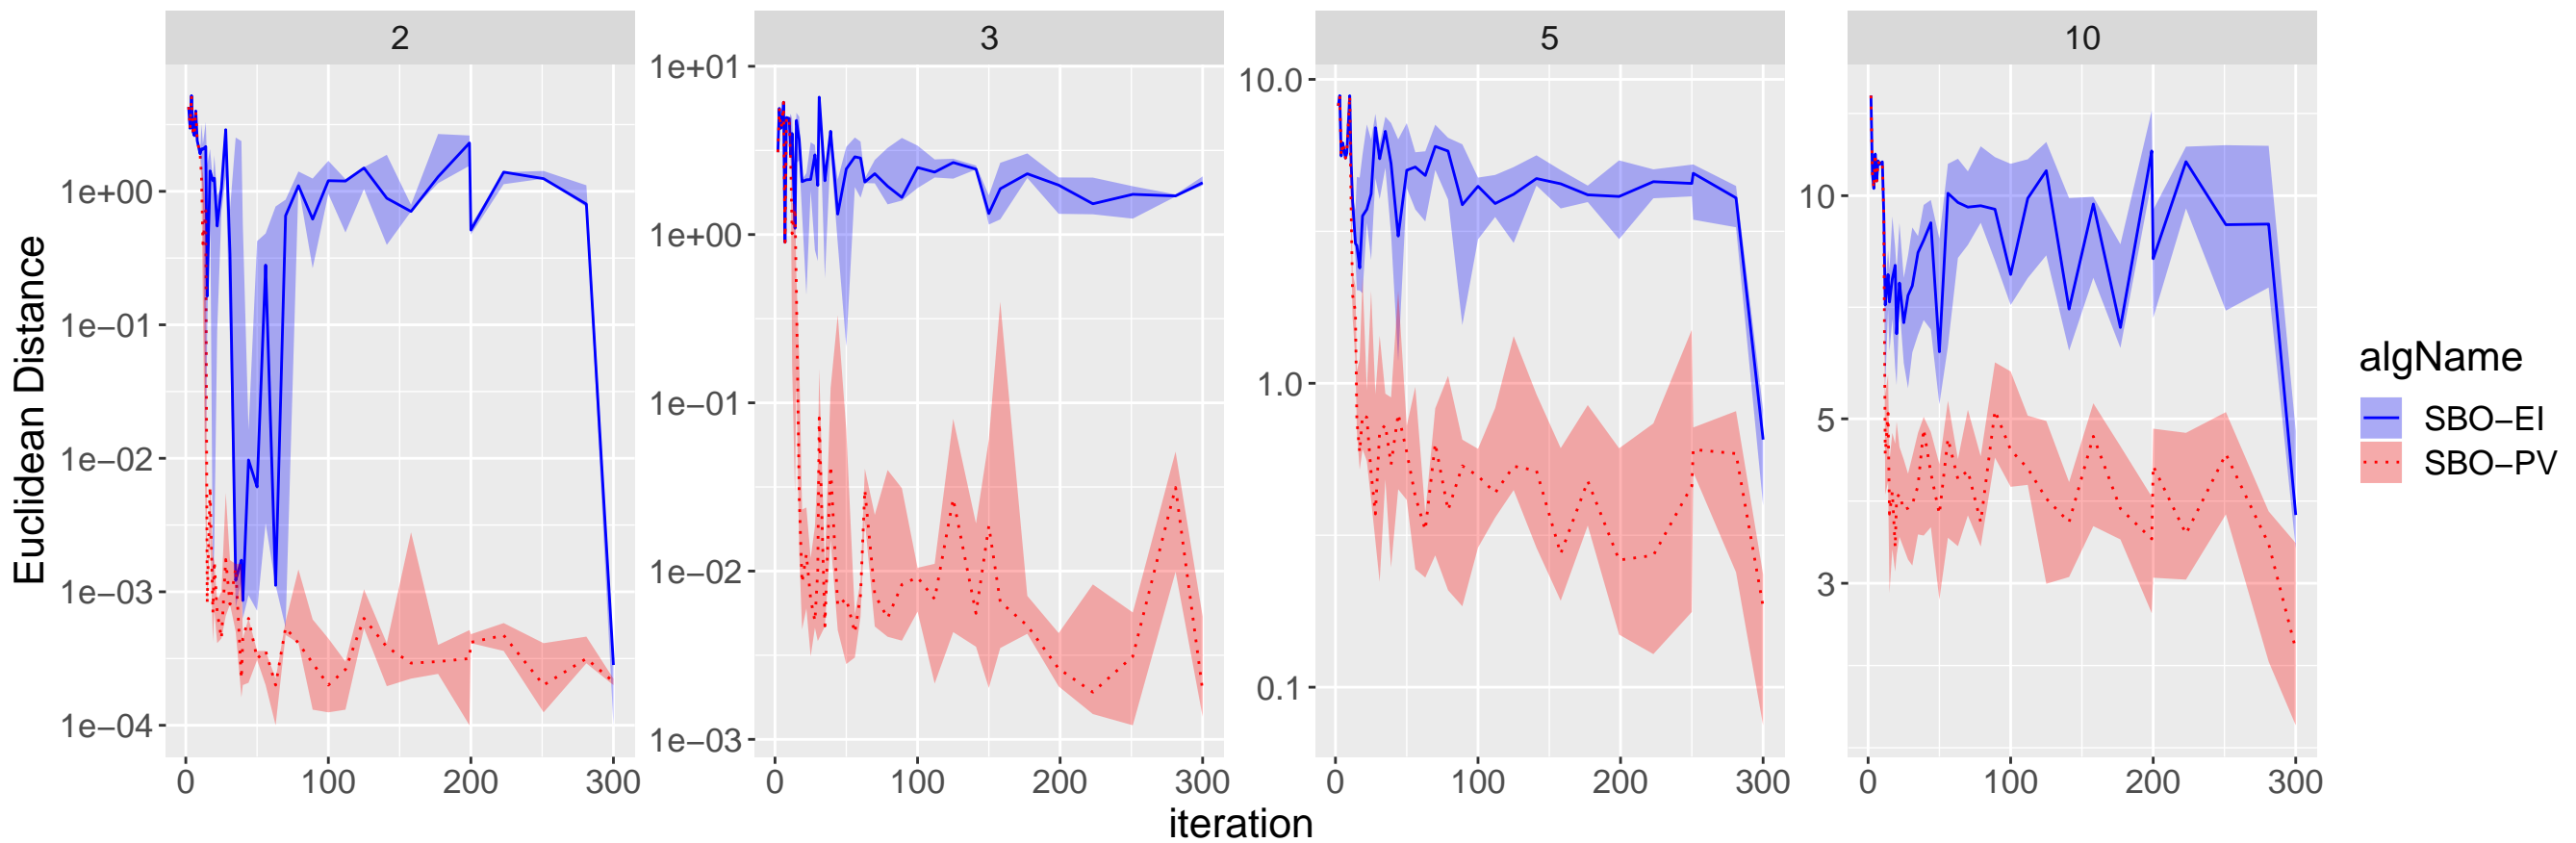 2
3
5
10
Euclidean Distance
1e+00
1e−01
1e−02
1e−03
1e−04
1e+01
1e+00
1e−01
1e−02
1e−03
10.0
1.0
0.1
10
5
3
0 100 200 300
0 100 200 300
0 100 200 300
0 100 200 300
iteration
algName
SBO−EI
SBO−PV